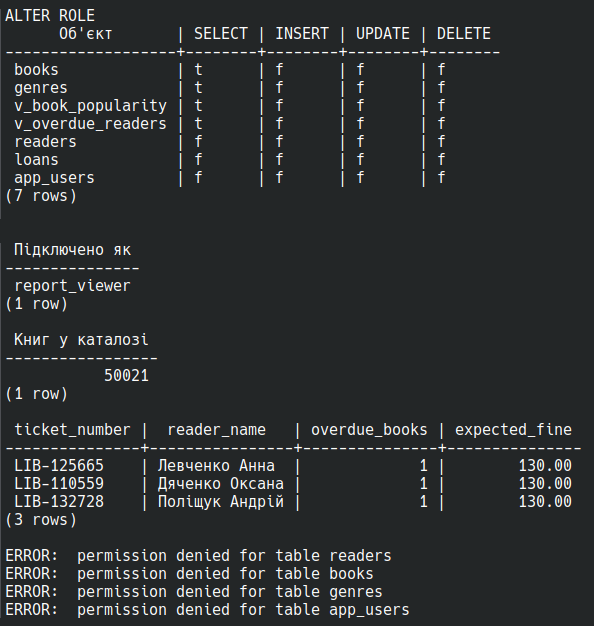 ALTER ROLE
      Об'єкт       | SELECT | INSERT | UPDATE | DELETE
-------------------+--------+--------+--------+--------
 books             | t      | f      | f      | f
 genres            | t      | f      | f      | f
 v_book_popularity | t      | f      | f      | f
 v_overdue_readers | t      | f      | f      | f
 readers           | f      | f      | f      | f
 loans             | f      | f      | f      | f
 app_users         | f      | f      | f      | f
(7 rows)
 Підключено як
---------------
 report_viewer
(1 row)
 Книг у каталозі
-----------------
           50021
(1 row)
 ticket_number |  reader_name   | overdue_books | expected_fine
---------------+----------------+---------------+---------------
 LIB-125665    | Левченко Анна  |             1 |        130.00
 LIB-110559    | Дяченко Оксана |             1 |        130.00
 LIB-132728    | Поліщук Андрій |             1 |        130.00
(3 rows)
ERROR:  permission denied for table readers
ERROR:  permission denied for table books
ERROR:  permission denied for table genres
ERROR:  permission denied for table app_users